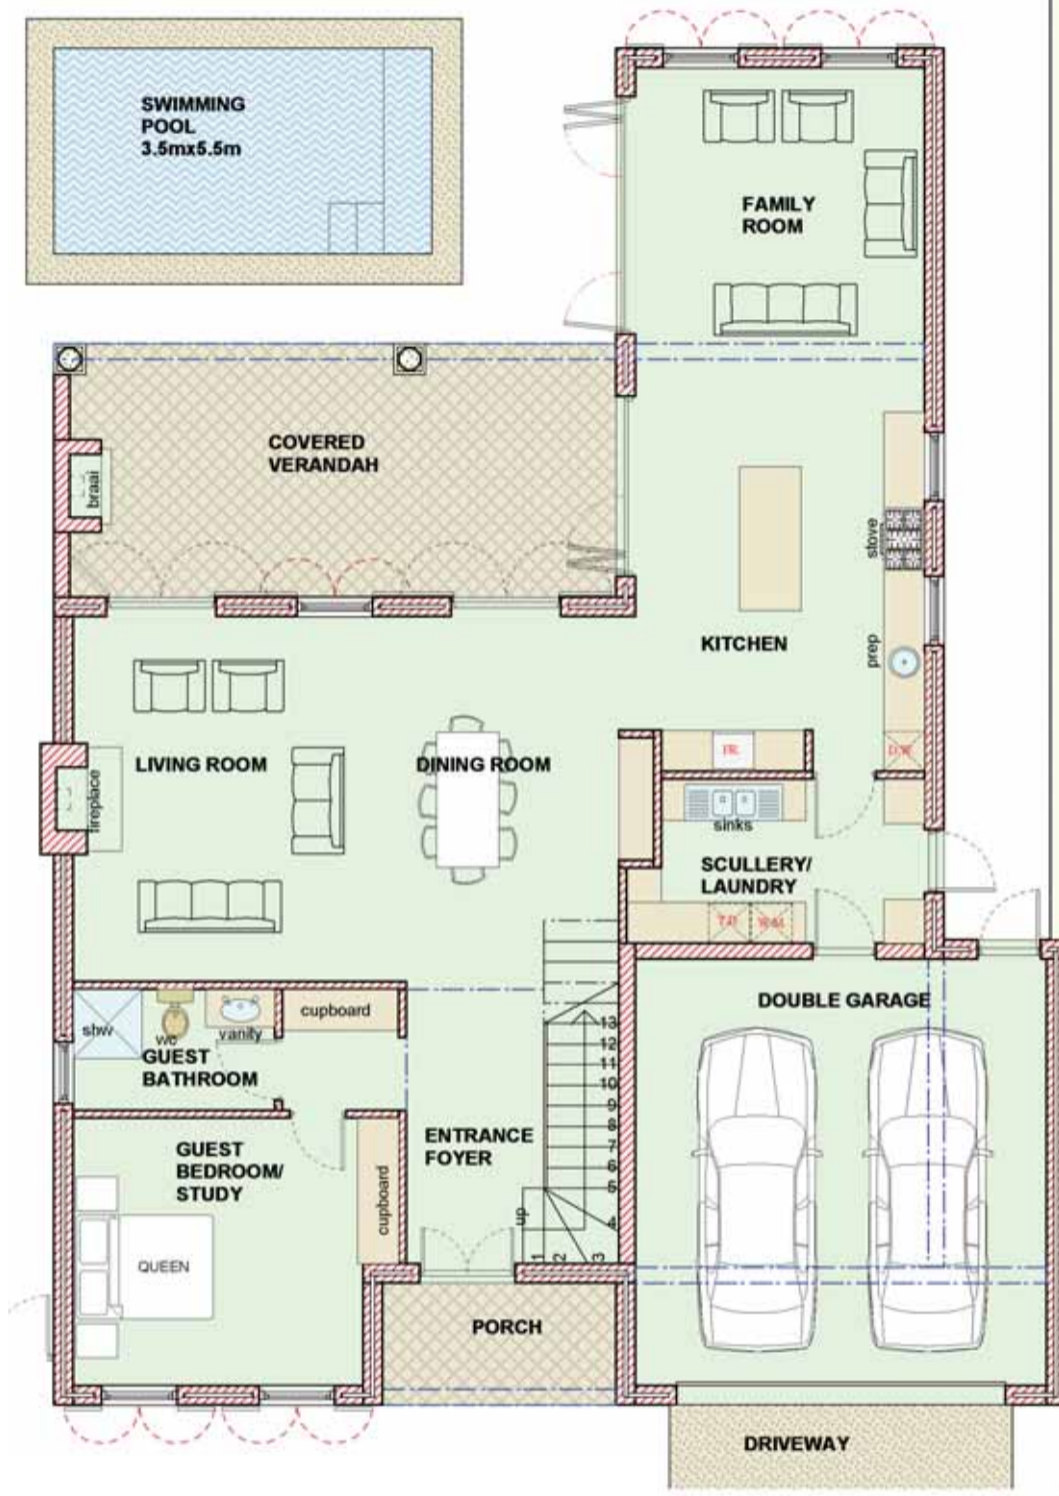 SWIMMING
POOL
3.5mx5.5m
FAMILY
ROOM
COVERED
VERANDAH
braai
stove
KITCHEN
prep
FR.
D.W
LIVING ROOM
DINING ROOM
fireplace
sinks
SCULLERY/
LAUNDRY
T.D
W.M
DOUBLE GARAGE
cupboard
shw
wc
vanity
GUEST
BATHROOM
13
12
11
10
9
8
7
6
5
4
3
2
1
up
ENTRANCE
FOYER
GUEST
BEDROOM/
STUDY
cupboard
QUEEN
PORCH
DRIVEWAY